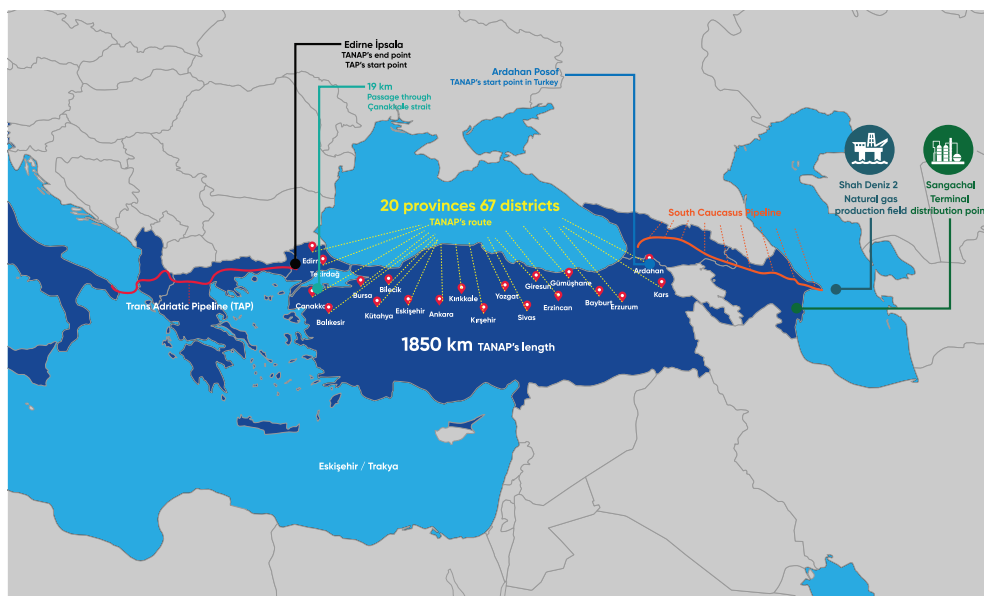 Edirne İpsala
TANAP's end point
TAP's start point
Ardahan Posof
TANAP's start point in Turkey
19 km
Passage through
Çanakkale strait
Shah Deniz 2
Natural gas
production field
Sangachal
Terminal
distribution point
20 provinces 67 districts
TANAP's route
South Caucasus Pipeline
Ardahan
Kars
Giresun
Gümüşhane
Bayburt
Erzurum
Erzincan
Sivas
Yozgat
Kırşehir
Kırıkkale
Ankara
Eskişehir
Kütahya
Bilecik
Bursa
Balıkesir
Trans Adriatic Pipeline (TAP)
1850 km TANAP's length
Eskişehir / Trakya